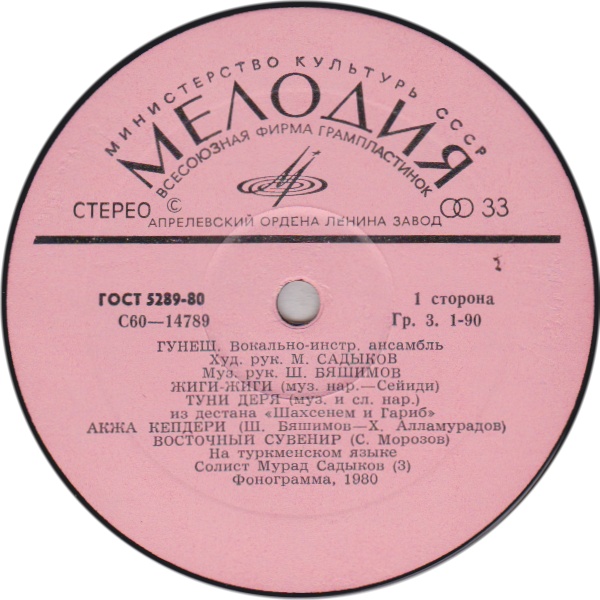 МИНИСТЕРСТВО КУЛЬТУРЫ СССР
МЕЛОДИЯ
ВСЕСОЮЗНАЯ ФИРМА ГРАМПЛАСТИНОК
СТЕРЕО ©
33
АПРЕЛЕВСКИЙ ОРДЕНА ЛЕНИНА ЗАВОД
1
ГОСТ 5289-80
1 сторона
С60—14789
Гр. 3. 1-90
ГУНЕШ. Вокально-инстр. ансамбль
Худ. рук. М. САДЫКОВ
Муз. рук. Ш. БЯШИМОВ
ЖИГИ-ЖИГИ (муз. нар.—Сейиди)
ТУНИ ДЕРЯ (муз. и сл. нар.)
из дестана «Шахсенем и Гариб»
АКЖА КЕПДЕРИ (Ш. Бяшимов—Х. Алламурадов)
ВОСТОЧНЫЙ СУВЕНИР (С. Морозов)
На туркменском языке
Солист Мурад Садыков (3)
Фонограмма, 1980